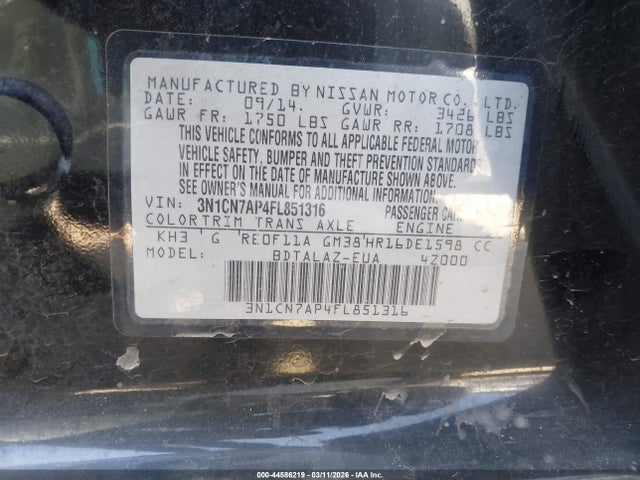 MANUFACTURED BY NISSAN MOTOR CO., LTD.
DATE: 09/14. GVWR: 3426 LBS
GAWR FR: 1750 LBS GAWR RR: 1708 LBS
THIS VEHICLE CONFORMS TO ALL APPLICABLE FEDERAL MOTOR
VEHICLE SAFETY, BUMPER AND THEFT PREVENTION STANDARDS
IN EFFECT ON THE DATE OF MANUFACTURE SHOWN ABOVE.
SEE OWNER'S MANUAL FOR ADDITIONAL INFORMATION.
VIN: 3N1CN7AP4FL851316 PASSENGER CAR
COLOR TRIM TRANS AXLE ENGINE
KH3 G RE0F11A GM38 HR16DE1598 CC
MODEL: BDTALAZ-EUA 4Z000
3N1CN7AP4FL851316
000-44586219 | 03/11/2026 | IAA Inc.